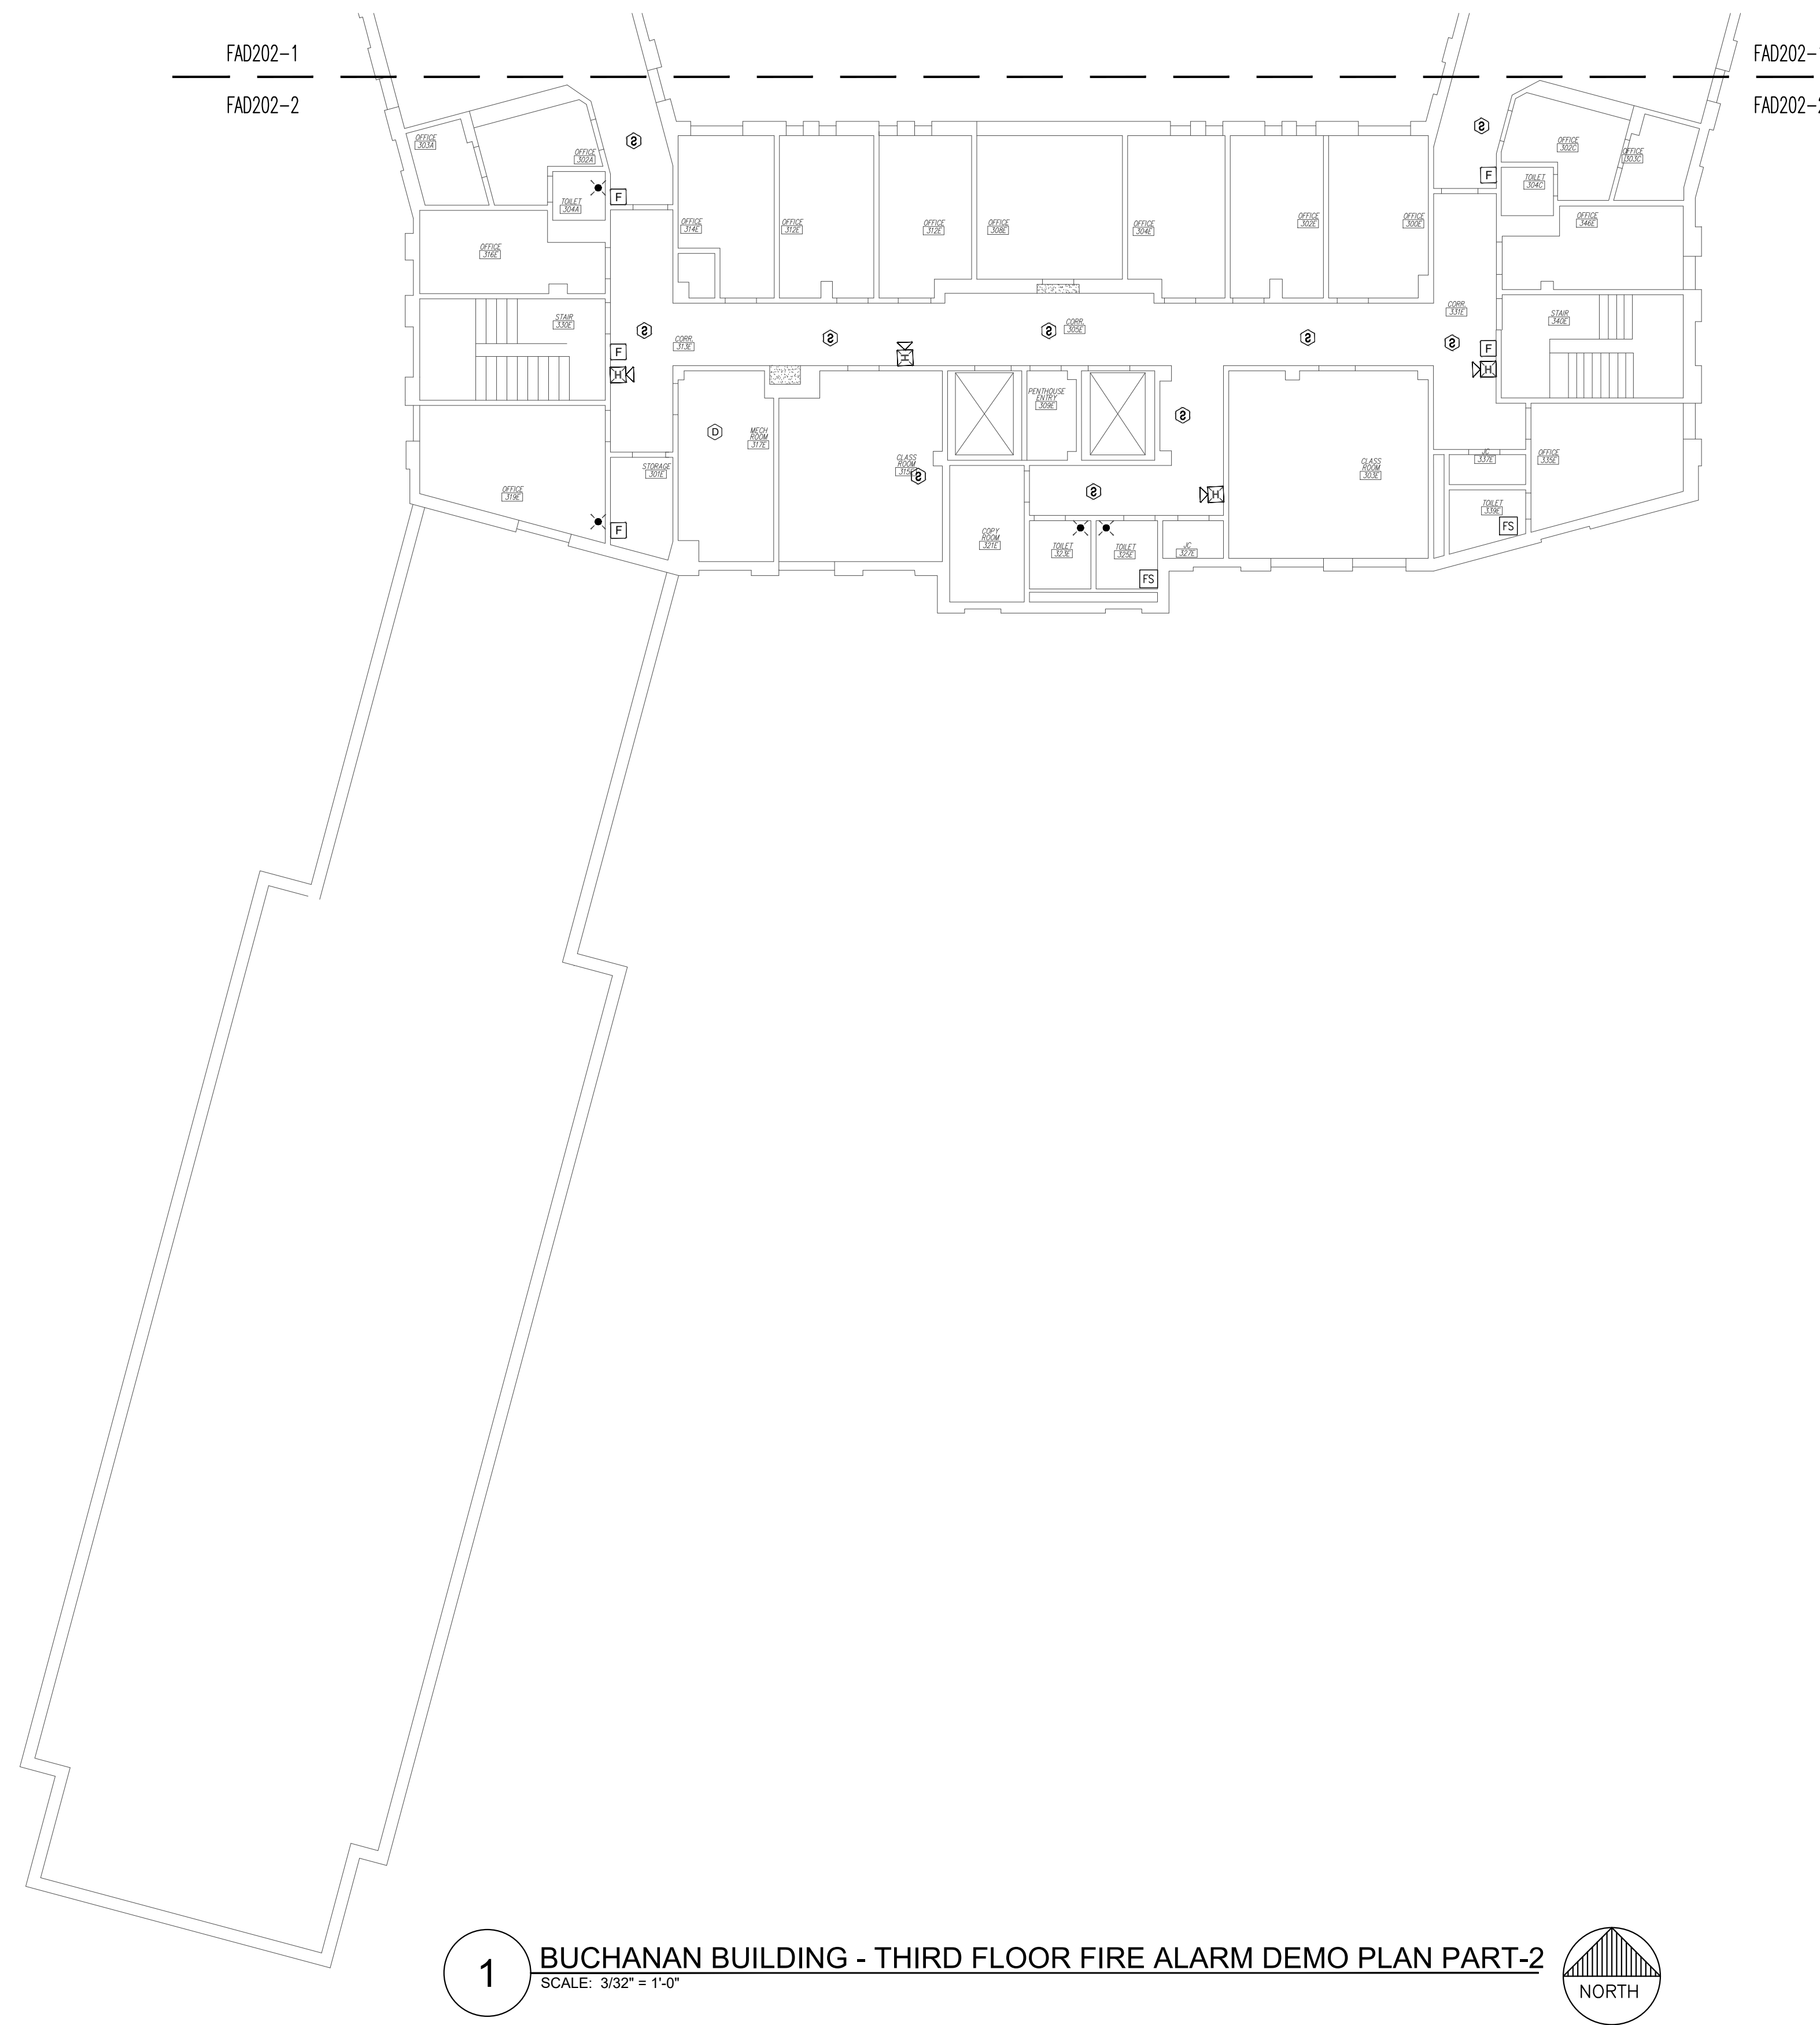 FAD202-1
FAD202-
FAD202-2
FAD202-2
OFFICE
303A
OFFICE
302A
OFFICE
302C
OFFICE
303C
TOILET
304A
F
F
TOILET
304C
OFFICE
314E
OFFICE
312E
OFFICE
312E
OFFICE
308E
OFFICE
304E
OFFICE
302E
OFFICE
300E
OFFICE
346E
OFFICE
316E
S
S
STAIR
330E
CORR.
313E
CORR.
305E
CORR.
331E
STAIR
340E
S
S
S
S
S
F
H
H
F
H
PENTHOUSE
ENTRY
309E
S
D
MECH
ROOM
317E
CLASS
ROOM
315E
S
STORAGE
301E
CLASS
ROOM
303E
JC
337E
OFFICE
335E
OFFICE
319E
S
H
F
COPY
ROOM
321E
TOILET
323E
TOILET
325E
JC
327E
TOILET
339E
FS
FS
1
BUCHANAN BUILDING - THIRD FLOOR FIRE ALARM DEMO PLAN PART-2
SCALE: 3/32" = 1'-0"
NORTH